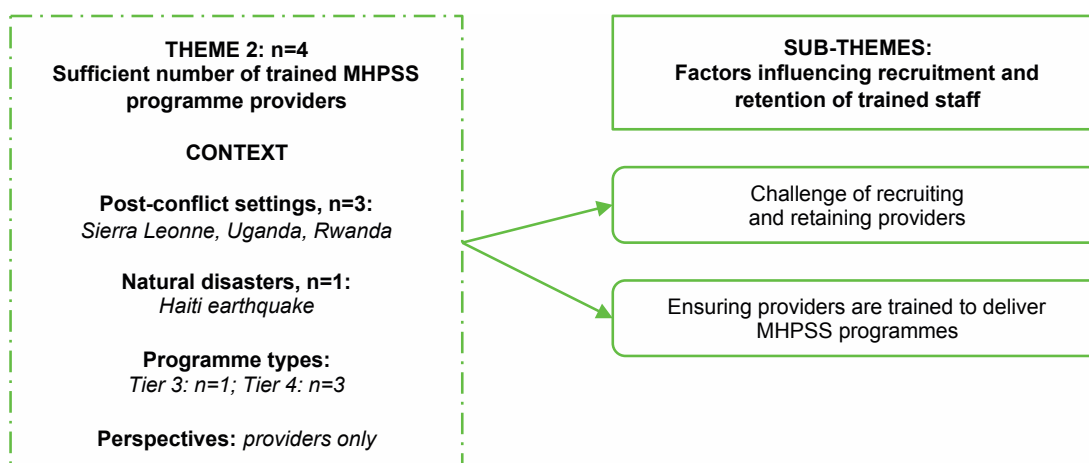 THEME 2: n=4
Sufficient number of trained MHPSS
programme providers
CONTEXT
Post-conflict settings, n=3:
Sierra Leonne, Uganda, Rwanda
Natural disasters, n=1:
Haiti earthquake
Programme types:
Tier 3: n=1; Tier 4: n=3
Perspectives: providers only
SUB-THEMES:
Factors influencing recruitment and
retention of trained staff
Challenge of recruiting
and retaining providers
Ensuring providers are trained to deliver
MHPSS programmes